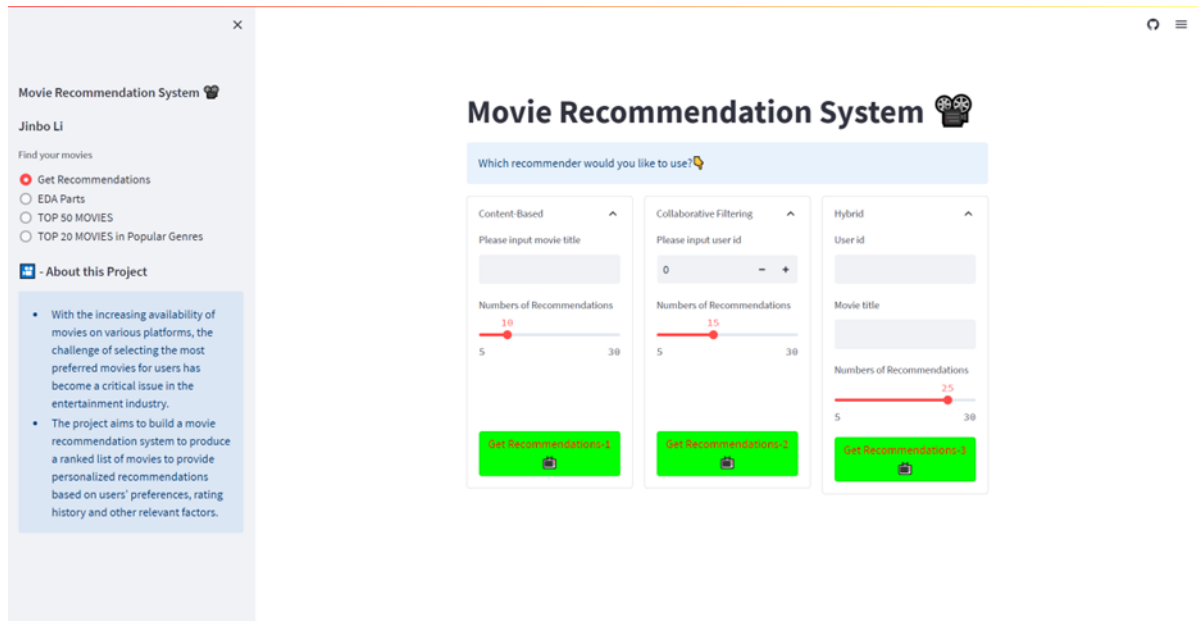 Movie Recommendation System
Jinbo Li
Find your movies
Get Recommendations
EDA Parts
TOP 50 MOVIES
TOP 20 MOVIES in Popular Genres
- About this Project
With the increasing availability of
movies on various platforms, the
challenge of selecting the most
preferred movies for users has
become a critical issue in the
entertainment industry.
The project aims to build a movie
recommendation system to produce
a ranked list of movies to provide
personalized recommendations
based on users' preferences, rating
history and other relevant factors.
Movie Recommendation System
Which recommender would you like to use?
Content-Based
Please input movie title
Numbers of Recommendations
10
5 30
Get Recommendations-1
Collaborative Filtering
Please input user id
0 - +
Numbers of Recommendations
15
5 30
Get Recommendations-2
Hybrid
User id
Movie title
Numbers of Recommendations
25
5 30
Get Recommendations-3